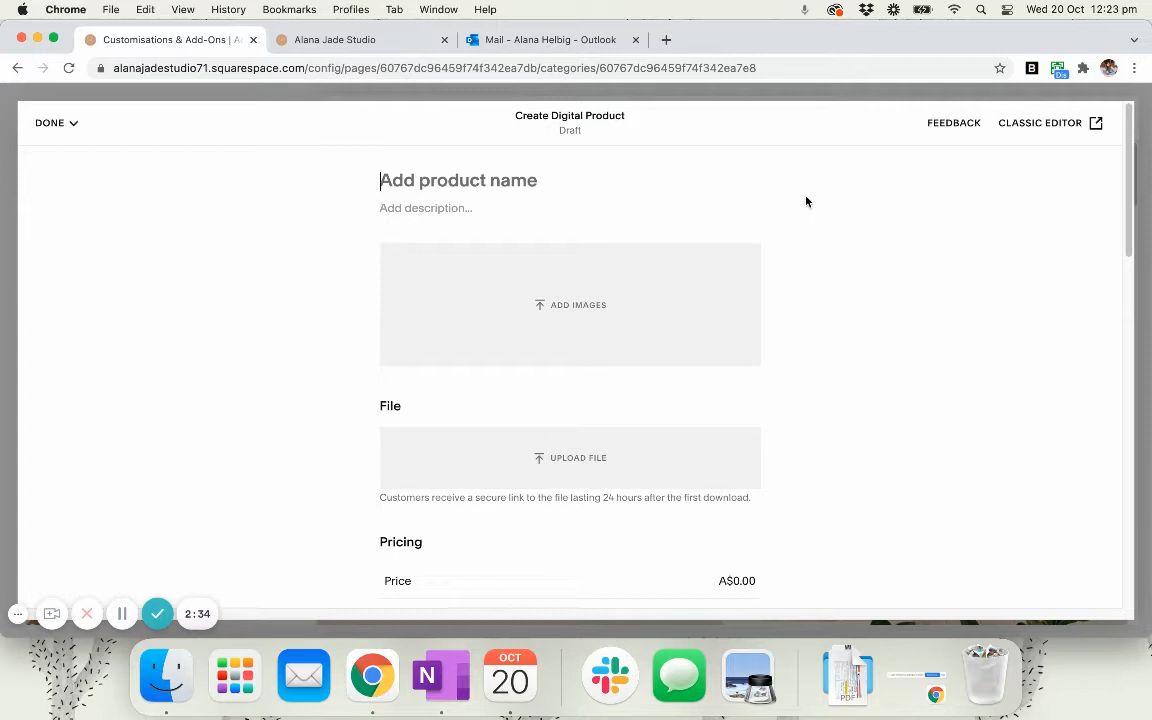 Chrome File Edit View History Bookmarks Profiles Tab Window Help Wed 20 Oct 12:23 pm
Customisations & Add-Ons | A Alana Jade Studio Mail - Alana Helbig - Outlook
alanajadestudio71.squarespace.com/config/pages/60767dc96459f74f342ea7db/categories/60767dc96459f74f342ea7e8
B Dis
DONE Create Digital Product FEEDBACK CLASSIC EDITOR
Draft
Add product name
Add description...
ADD IMAGES
File
UPLOAD FILE
Customers receive a secure link to the file lasting 24 hours after the first download.
Pricing
Price A$0.00
2:34
N OCT
20
PDF